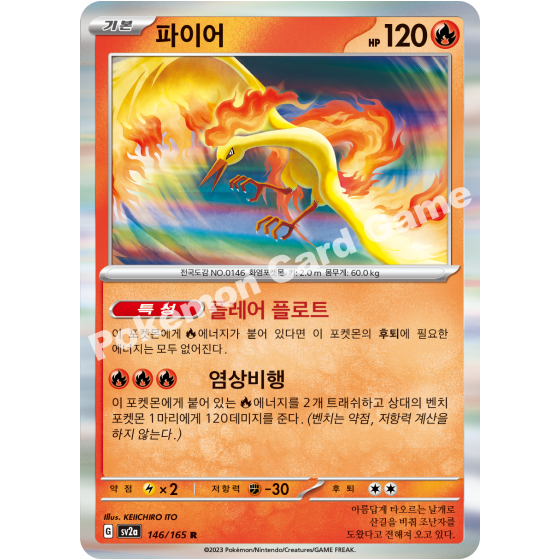 기본 파이어 HP 120
전국도감 NO.0146 화염포켓몬 키: 2.0 m 몸무게: 60.0 kg
특성 플레어 플로트
이 포켓몬에게 에너지가 붙어 있다면 이 포켓몬의 후퇴에 필요한
에너지는 모두 없어진다.
염상비행
이 포켓몬에게 붙어 있는 에너지를 2개 트래쉬하고 상대의 벤치
포켓몬 1마리에게 120데미지를 준다. (벤치는 약점, 저항력 계산을
하지 않는다.)
약점 ×2 저항력 -30 후퇴
Illus. KEIICHIRO ITO
G sv2a 146/165 R
아름답게 타오르는 날개로
산길을 비춰 조난자를
도왔다고 전해져 오고 있다.
©2023 Pokémon/Nintendo/Creatures/GAME FREAK.
Pokémon Card Game